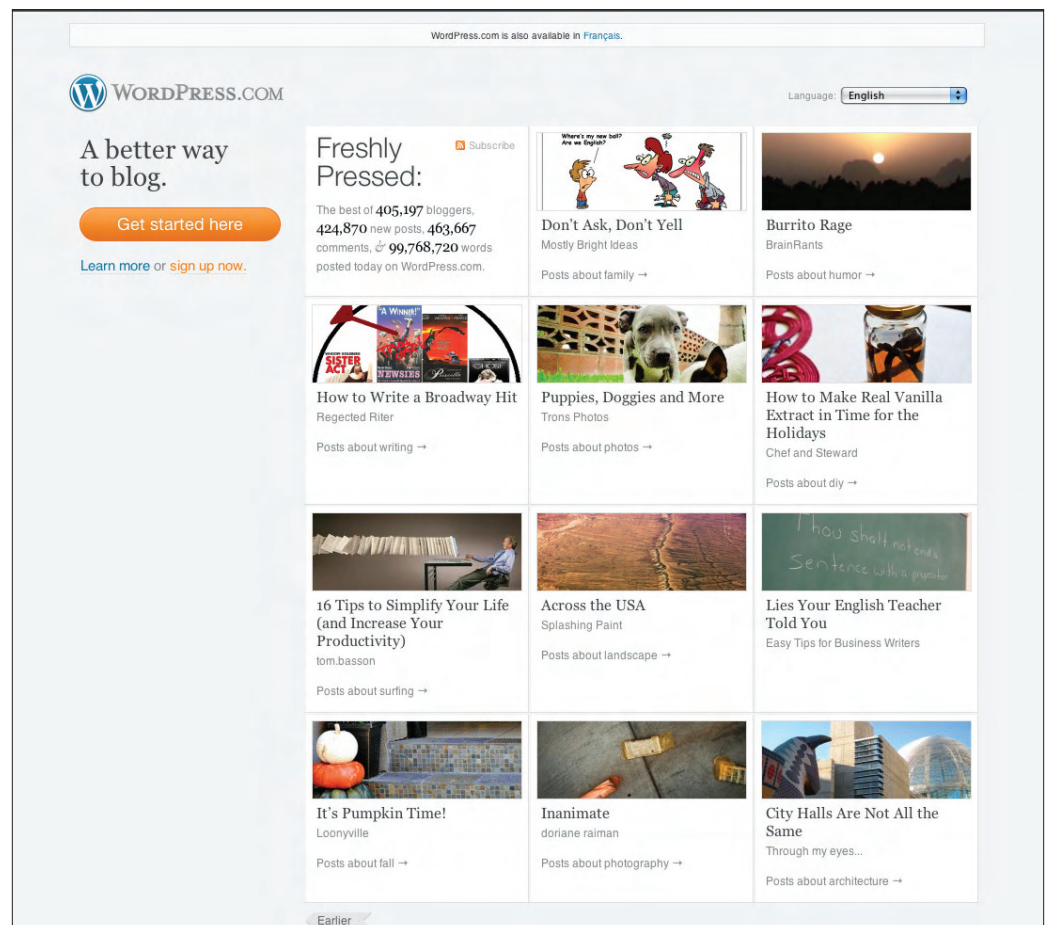 WordPress.com is also available in Français.
WORDPRESS.COM
Language: English
A better way
to blog.
Get started here
Learn more or sign up now.
Freshly
Pressed:
Subscribe
The best of 405,197 bloggers,
424,870 new posts, 463,667
comments, & 99,768,720 words
posted today on WordPress.com.
Where's my new ball?
Are we English?
Don't Ask, Don't Yell
Mostly Bright Ideas
Posts about family →
Burrito Rage
BrainRants
Posts about humor →
"A WINNER!"
SISTER
ACT
NEWSIES
Priscilla
GHOST
How to Write a Broadway Hit
Regected Riter
Posts about writing →
Puppies, Doggies and More
Trons Photos
Posts about photos →
How to Make Real Vanilla
Extract in Time for the
Holidays
Chef and Steward
Posts about diy →
16 Tips to Simplify Your Life
(and Increase Your
Productivity)
tom.basson
Posts about surfing →
Across the USA
Splashing Paint
Posts about landscape →
Thou shalt not end a
Sentence with a
Lies Your English Teacher
Told You
Easy Tips for Business Writers
It's Pumpkin Time!
Loonyville
Posts about fall →
Inanimate
doriane raiman
Posts about photography →
City Halls Are Not All the
Same
Through my eyes...
Posts about architecture →
Earlier